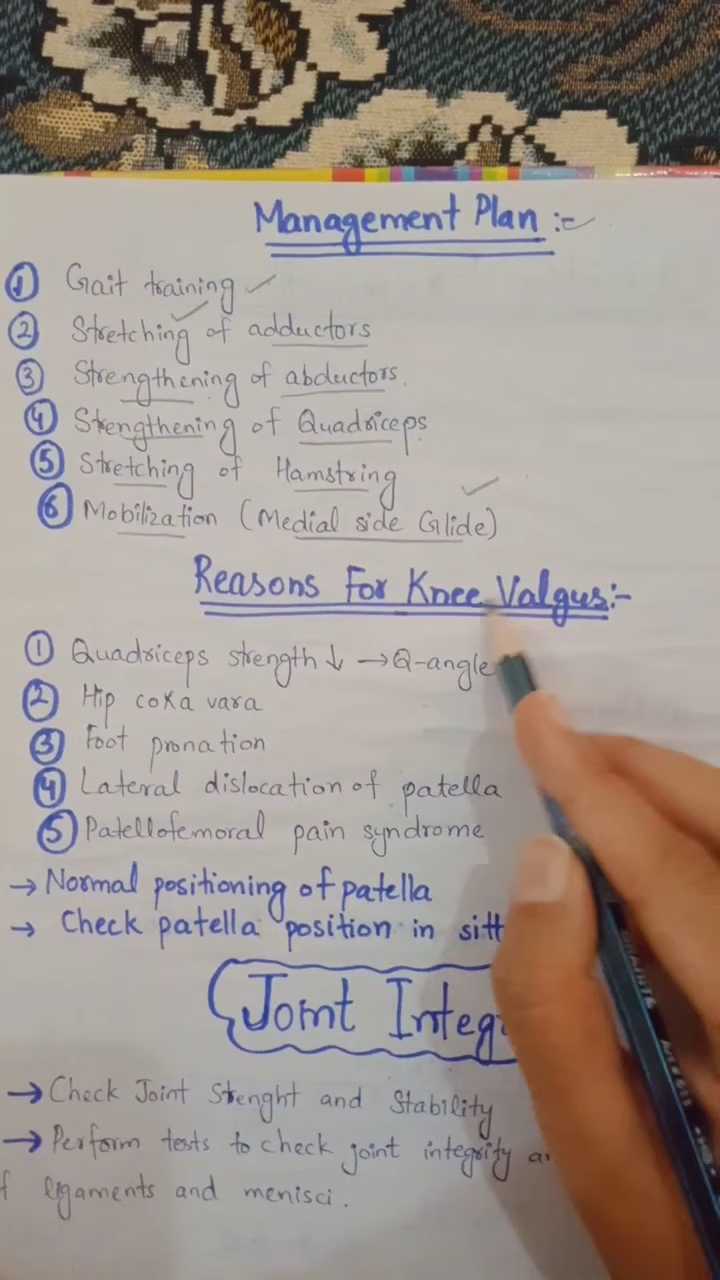 Management Plan :-
① Gait training ✓
② Stretching of adductors
③ Strengthening of abductors.
④ Strengthening of Quadriceps
⑤ Stretching of Hamstring
⑥ Mobilization (Medial side Glide)
Reasons For Knee Valgus:-
① Quadriceps strength ↓ → Q-angle
② Hip coxa vara
③ Foot pronation
④ Lateral dislocation of patella
⑤ Patellofemoral pain syndrome
→ Normal positioning of patella
→ Check patella position in
Joint
→ Check Joint Strenght and Stability
→ Perform tests to check joint integrity
ligaments and menisci.